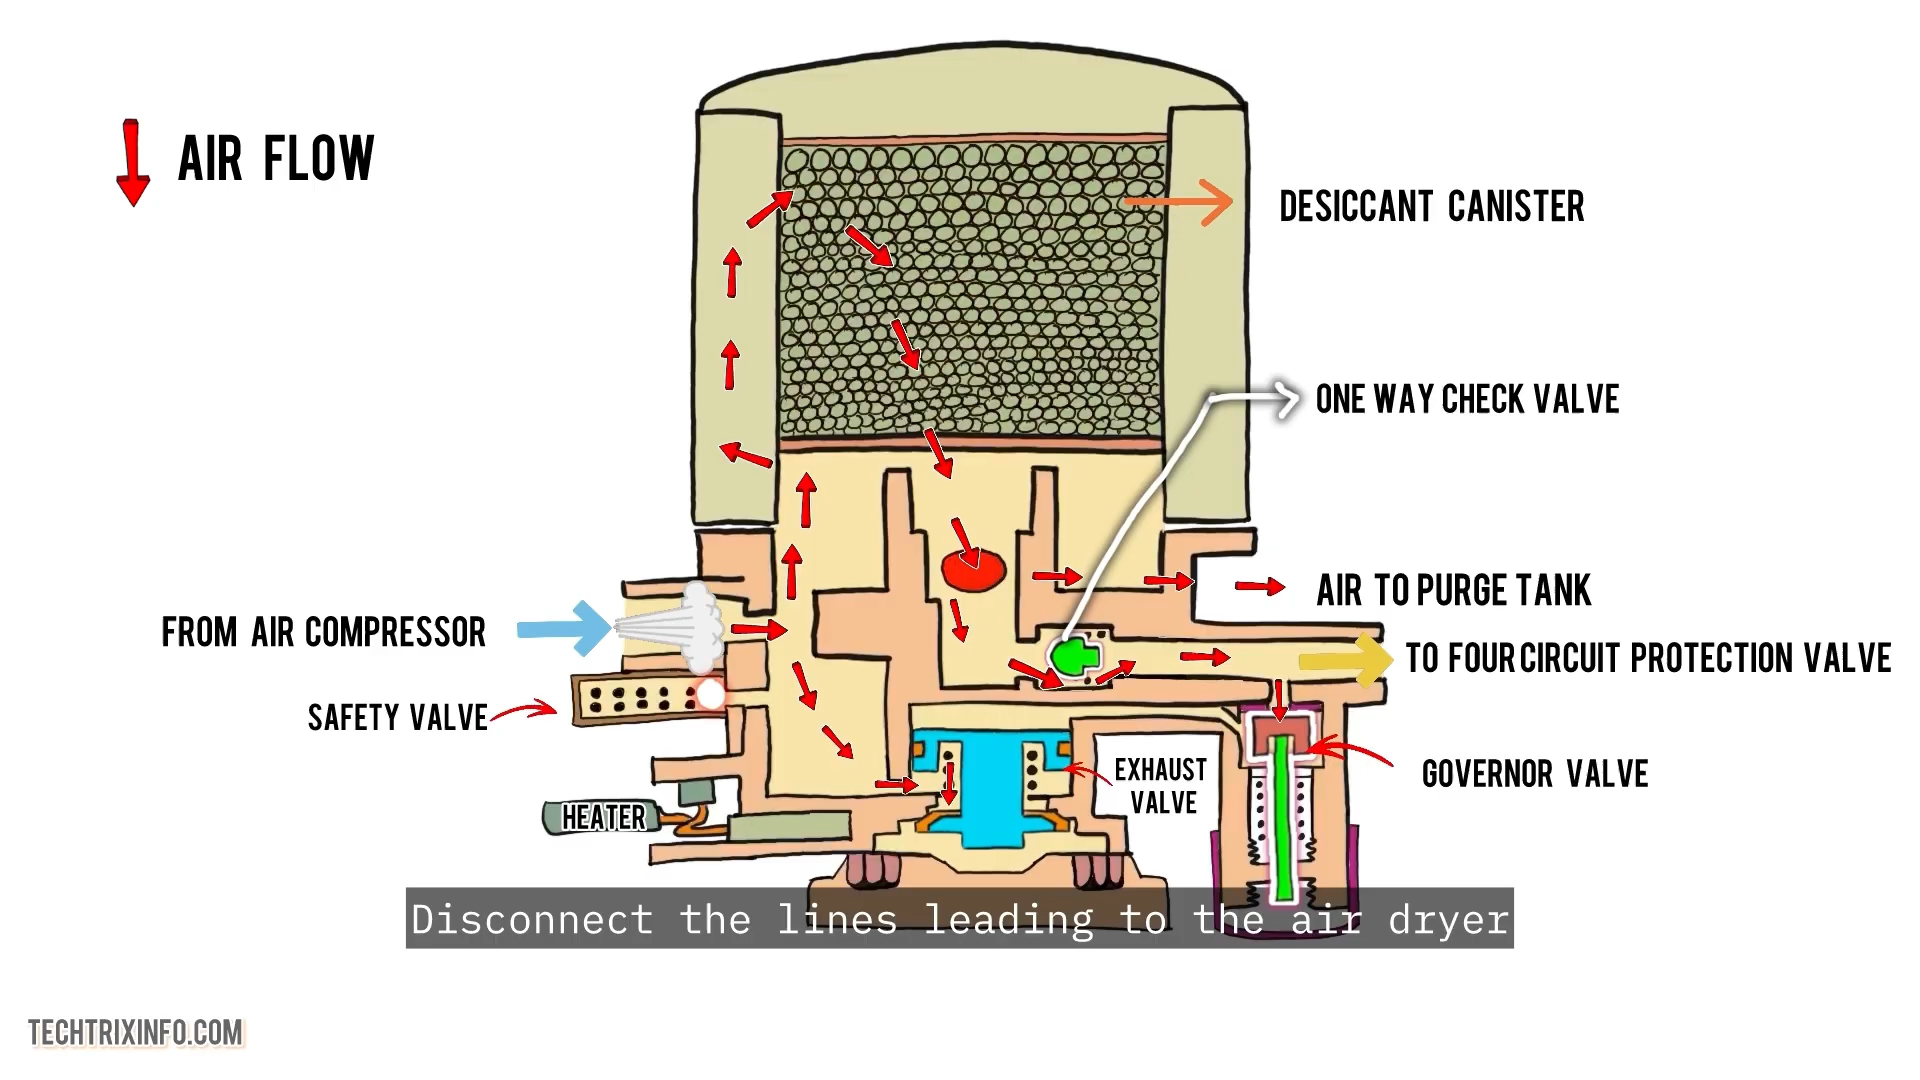 AIR FLOW
DESICCANT CANISTER
ONE WAY CHECK VALVE
AIR TO PURGE TANK
FROM AIR COMPRESSOR
TO FOUR CIRCUIT PROTECTION VALVE
SAFETY VALVE
EXHAUST
VALVE
GOVERNOR VALVE
HEATER
Disconnect the lines leading to the air dryer
TECHTRIXINFO.COM